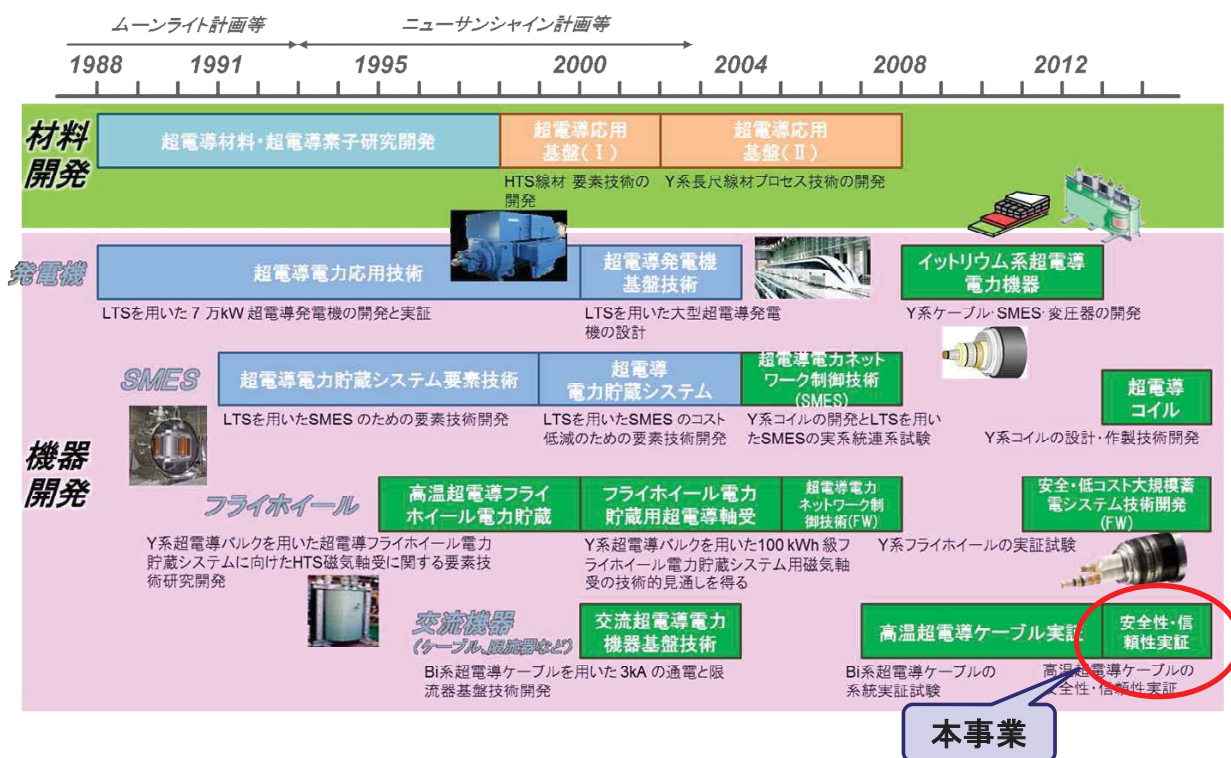 ムーンライト計画等
ニューサンシャイン計画等
1988
1991
1995
2000
2004
2008
2012
材料
開発
超電導材料・超電導素子研究開発
超電導応用
基盤(Ⅰ)
超電導応用
基盤(Ⅱ)
HTS線材 要素技術の
開発
Y系長尺線材プロセス技術の開発
機器
開発
発電機
超電導電力応用技術
超電導発電機
基盤技術
イットリウム系超電導
電力機器
LTSを用いた 7 万kW 超電導発電機の開発と実証
LTSを用いた大型超電導発電
機の設計
Y系ケーブル・SMES・変圧器の開発
SMES
超電導電力貯蔵システム要素技術
超電導
電力貯蔵システム
超電導電力ネット
ワーク制御技術
(SMES)
超電導
コイル
LTSを用いたSMES のための要素技術開発
LTSを用いたSMES のコスト
低減のための要素技術開発
Y系コイルの開発とLTSを用い
たSMESの実系統連系試験
Y系コイルの設計・作製技術開発
フライホイール
高温超電導フライ
ホイール電力貯蔵
フライホイール電力
貯蔵用超電導軸受
超電導電力
ネットワーク制
御技術(FW)
安全・低コスト大規模蓄
電システム技術開発
(FW)
Y系超電導バルクを用いた超電導フライホイール電力
貯蔵システムに向けたHTS磁気軸受に関する要素技
術研究開発
Y系超電導バルクを用いた100 kWh 級フ
ライホイール電力貯蔵システム用磁気軸
受の技術的見通しを得る
Y系フライホイールの実証試験
交流機器
(ケーブル、限流器など)
交流超電導電力
機器基盤技術
高温超電導ケーブル実証
安全性・信
頼性実証
Bi系超電導ケーブルを用いた 3kA の通電と限
流器基盤技術開発
Bi系超電導ケーブルの
系統実証試験
高温超電導ケーブルの
安全性・信頼性実証
本事業